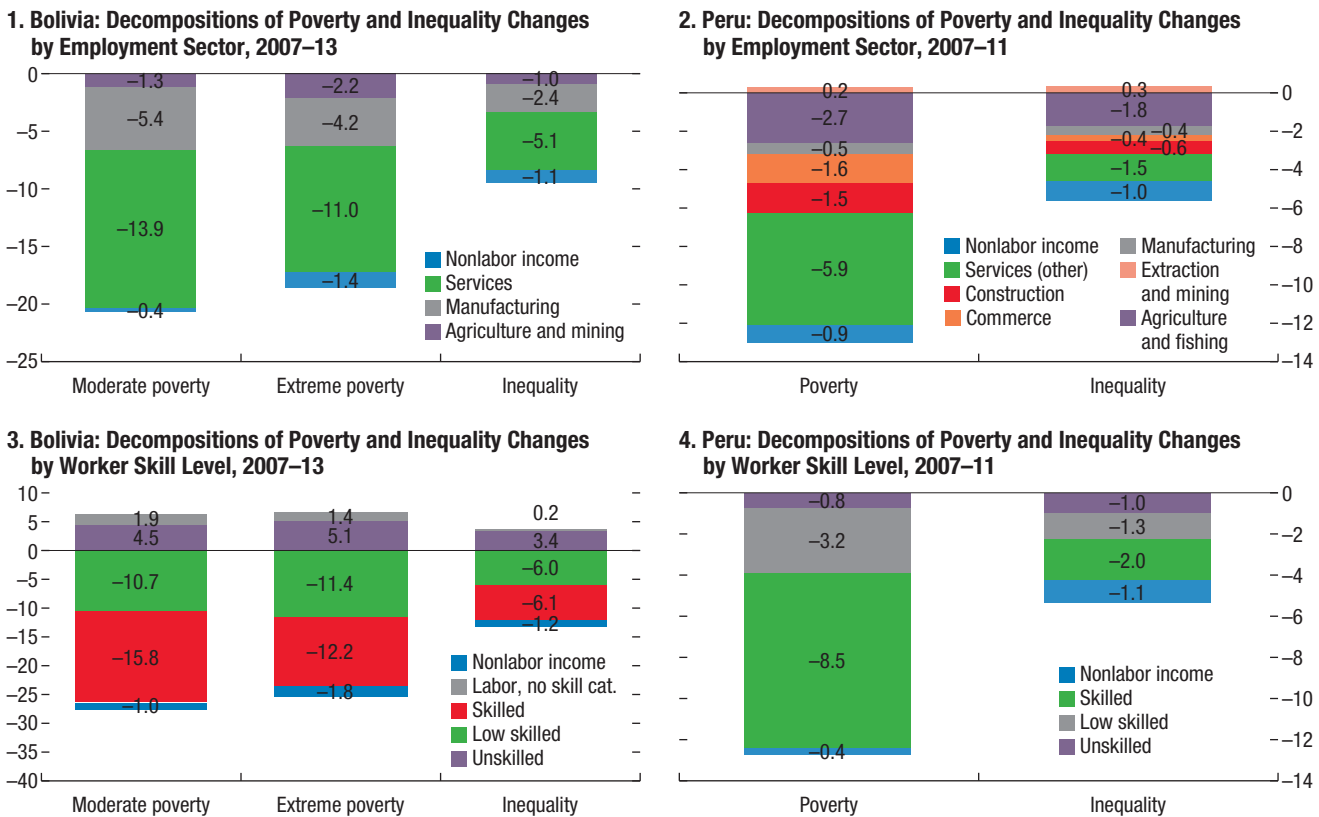 1. Bolivia: Decompositions of Poverty and Inequality Changes
by Employment Sector, 2007–13
0
–5
–10
–15
–20
–25
–1.3
–5.4
–13.9
–0.4
–2.2
–4.2
–11.0
–1.4
–1.0
–2.4
–5.1
–1.1
Nonlabor income
Services
Manufacturing
Agriculture and mining
Moderate poverty
Extreme poverty
Inequality
2. Peru: Decompositions of Poverty and Inequality Changes
by Employment Sector, 2007–11
0.2
–2.7
–0.5
–1.6
–1.5
–5.9
–0.9
0.3
–1.8
–0.4
–0.4
–0.6
–1.5
–1.0
Nonlabor income
Services (other)
Construction
Commerce
Manufacturing
Extraction
and mining
Agriculture
and fishing
0
–2
–4
–6
–8
–10
–12
–14
Poverty
Inequality
3. Bolivia: Decompositions of Poverty and Inequality Changes
by Worker Skill Level, 2007–13
10
5
0
–5
–10
–15
–20
–25
–30
–35
–40
1.9
4.5
–10.7
–15.8
–1.0
1.4
5.1
–11.4
–12.2
–1.8
0.2
3.4
–6.0
–6.1
–1.2
Nonlabor income
Labor, no skill cat.
Skilled
Low skilled
Unskilled
Moderate poverty
Extreme poverty
Inequality
4. Peru: Decompositions of Poverty and Inequality Changes
by Worker Skill Level, 2007–11
–0.8
–3.2
–8.5
–0.4
–1.0
–1.3
–2.0
–1.1
Nonlabor income
Skilled
Low skilled
Unskilled
0
–2
–4
–6
–8
–10
–12
–14
Poverty
Inequality